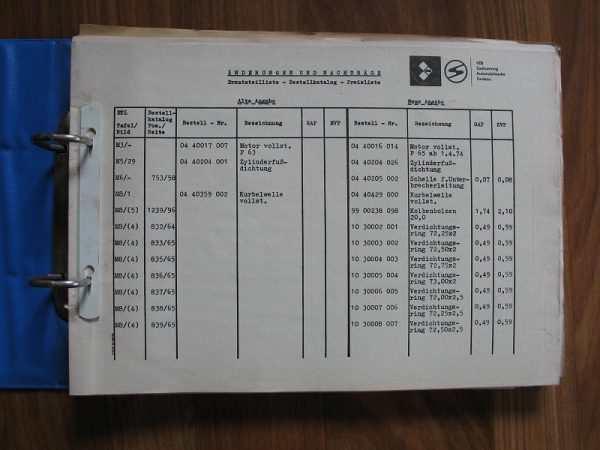 ÄNDERUNGEN UND NACHTRÄGE
Ersatzteilliste - Bestellkatalog - Preisliste
VEB
Sachsenring
Automobilwerke
Zwickau
Alte Angabe Neue Angabe
ETL Tafel/ Bild Bestell- katalog Pos./ Seite Bestell - Nr. Bezeichnung GAP EVP Bestell - Nr. Bezeichnung GAP EVP
M3/- 04 40017 007 Motor vollst. 04 40016 014 Motor vollst.
P 63 P 65 ab 1.4.74
M5/29 04 40204 001 Zylinderfuß- 04 40204 026 Zylinderfuß-
dichtung dichtung
M6/- 753/58 04 40205 002 Schelle f.Unter- 0,07 0,08
brecherleitung
M8/1 04 40359 002 Kurbelwelle 04 40429 000 Kurbelwelle
vollst. vollst.
M8/(5) 1239/96 99 00238 098 Kolbenbolzen 1,74 2,10
20,0
M8/(4) 832/64 10 30002 001 Verdichtungs- 0,49 0,59
ring 72,25x2
M8/(4) 833/65 10 30003 002 Verdichtungs- 0,49 0,59
ring 72,50x2
M8/(4) 835/65 10 30004 003 Verdichtungs- 0,49 0,59
ring 72,75x2
M8/(4) 836/65 10 30005 004 Verdichtungs- 0,49 0,59
ring 73,00x2
M8/(4) 837/65 10 30006 005 Verdichtungs- 0,49 0,59
ring 72,00x2,5
M8/(4) 838/65 10 30007 006 Verdichtungs- 0,49 0,59
ring 72,25x2,5
M8/(4) 839/65 10 30008 007 Verdichtungs- 0,49 0,59
ring 72,50x2,5